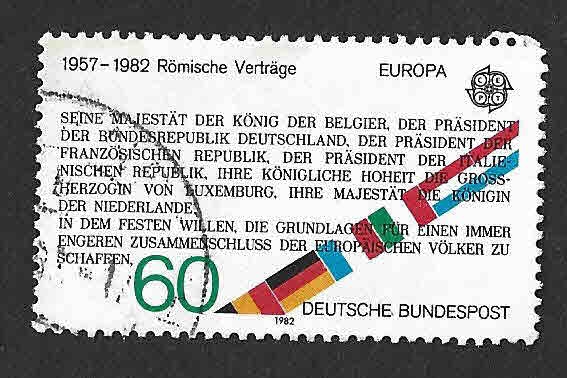 1957-1982 Römische Verträge
EUROPA
CEPT
SEINE MAJESTÄT DER KÖNIG DER BELGIER, DER PRÄSIDENT
DER BUNDESREPUBLIK DEUTSCHLAND, DER PRÄSIDENT DER
FRANZÖSISCHEN REPUBLIK, DER PRÄSIDENT DER ITALIE-
NISCHEN REPUBLIK, IHRE KÖNIGLICHE HOHEIT DIE GROSS-
HERZOGIN VON LUXEMBURG, IHRE MAJESTÄT DIE KÖNIGIN
DER NIEDERLANDE,
IN DEM FESTEN WILLEN, DIE GRUNDLAGEN FÜR EINEN IMMER
ENGEREN ZUSAMMENSCHLUSS DER EUROPÄISCHEN VÖLKER ZU
SCHAFFEN,
60
1982
DEUTSCHE BUNDESPOST